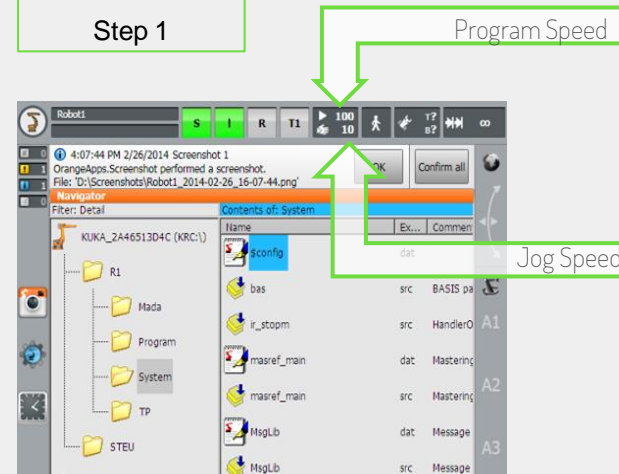 Step 1
Program Speed
Robot1
S I R T1 100 10 T? B? ∞
0 1 1 0
4:07:44 PM 2/26/2014 Screenshot 1
OrangeApps.Screenshot performed a screenshot.
File: 'D:\Screenshots\Robot1_2014-02-26_16-07-44.png'
OK
Confirm all
Navigator
Filter: Detail
Contents of: System
Name Ex... Commen
KUKA_2A46513D4C (KRC:\)
R1
Mada
Program
System
TP
STEU
$config dat
bas src BASIS pa
ir_stopm src HandlerO
masref_main dat Mastering
masref_main src Mastering
MsgLib dat Message
MsgLib src Message
Jog Speed
A1
A2
A3